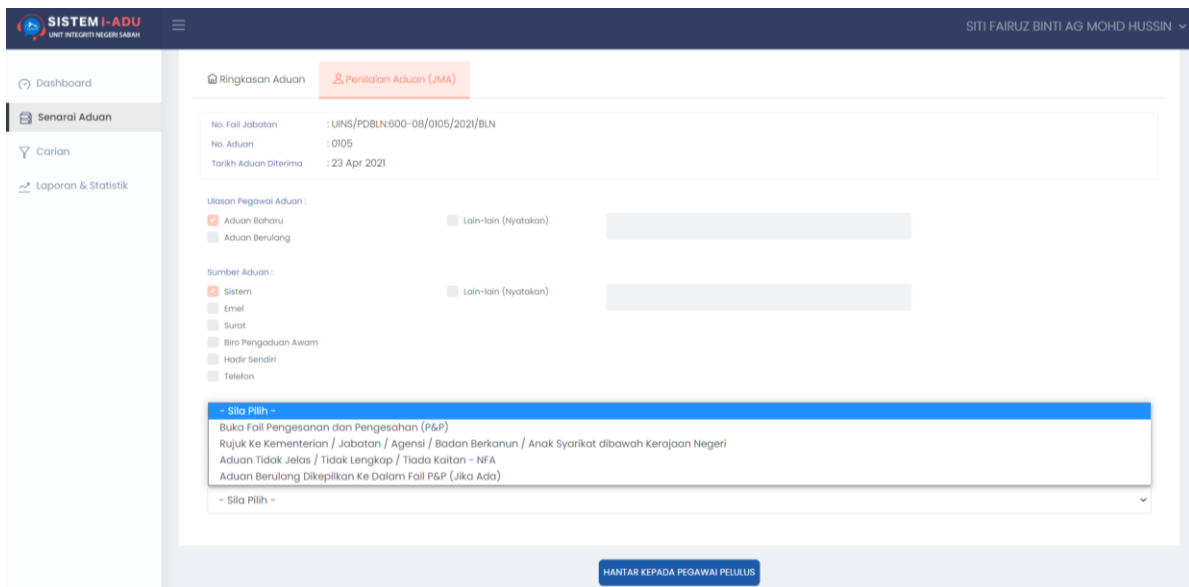 SISTEM i-ADU
UNIT INTEGRITI NEGERI SABAH
SITI FAIRUZ BINTI AG MOHD HUSSIN
Dashboard
Senarai Aduan
Carian
Laporan & Statistik
Ringkasan Aduan
Penilaian Aduan (JMA)
No. Fail Jabatan : UINS/PDBLN:600-08/0105/2021/BLN
No. Aduan : 0105
Tarikh Aduan Diterima : 23 Apr 2021
Ulasan Pegawai Aduan :
Aduan Baharu Lain-lain (Nyatakan)
Aduan Berulang
Sumber Aduan :
Sistem Lain-lain (Nyatakan)
Emel
Surat
Biro Pengaduan Awam
Hadir Sendiri
Telefon
- Sila Pilih -
Buka Fail Pengesanan dan Pengesahan (P&P)
Rujuk Ke Kementerian / Jabatan / Agensi / Badan Berkanun / Anak Syarikat dibawah Kerajaan Negeri
Aduan Tidak Jelas / Tidak Lengkap / Tiada Kaitan - NFA
Aduan Berulang Dikepilkan Ke Dalam Fail P&P (Jika Ada)
- Sila Pilih -
HANTAR KEPADA PEGAWAI PELULUS